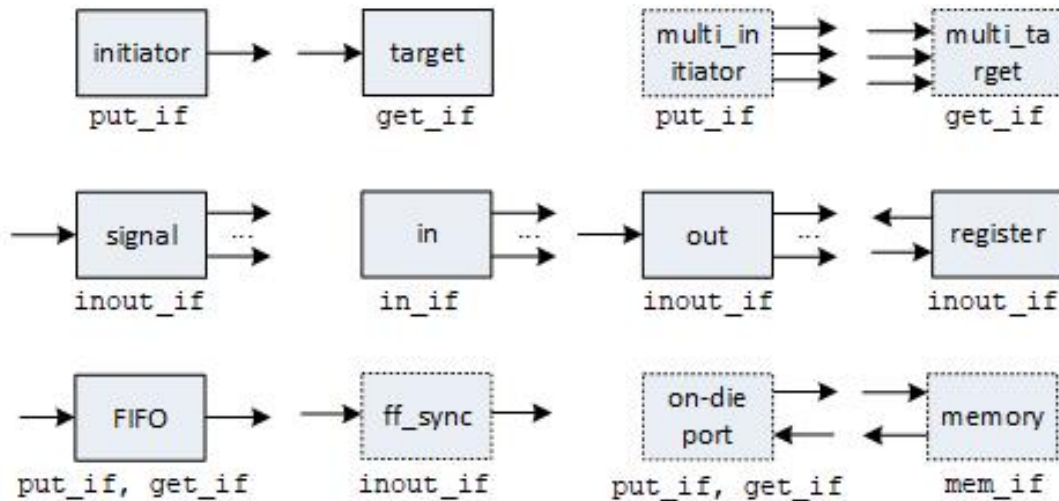 initiator
target
multi_in
itiator
multi_ta
rget
put_if
get_if
put_if
get_if
signal
...
in
...
out
...
register
inout_if
in_if
inout_if
inout_if
FIFO
ff_sync
on-die
port
memory
put_if, get_if
inout_if
put_if, get_if
mem_if